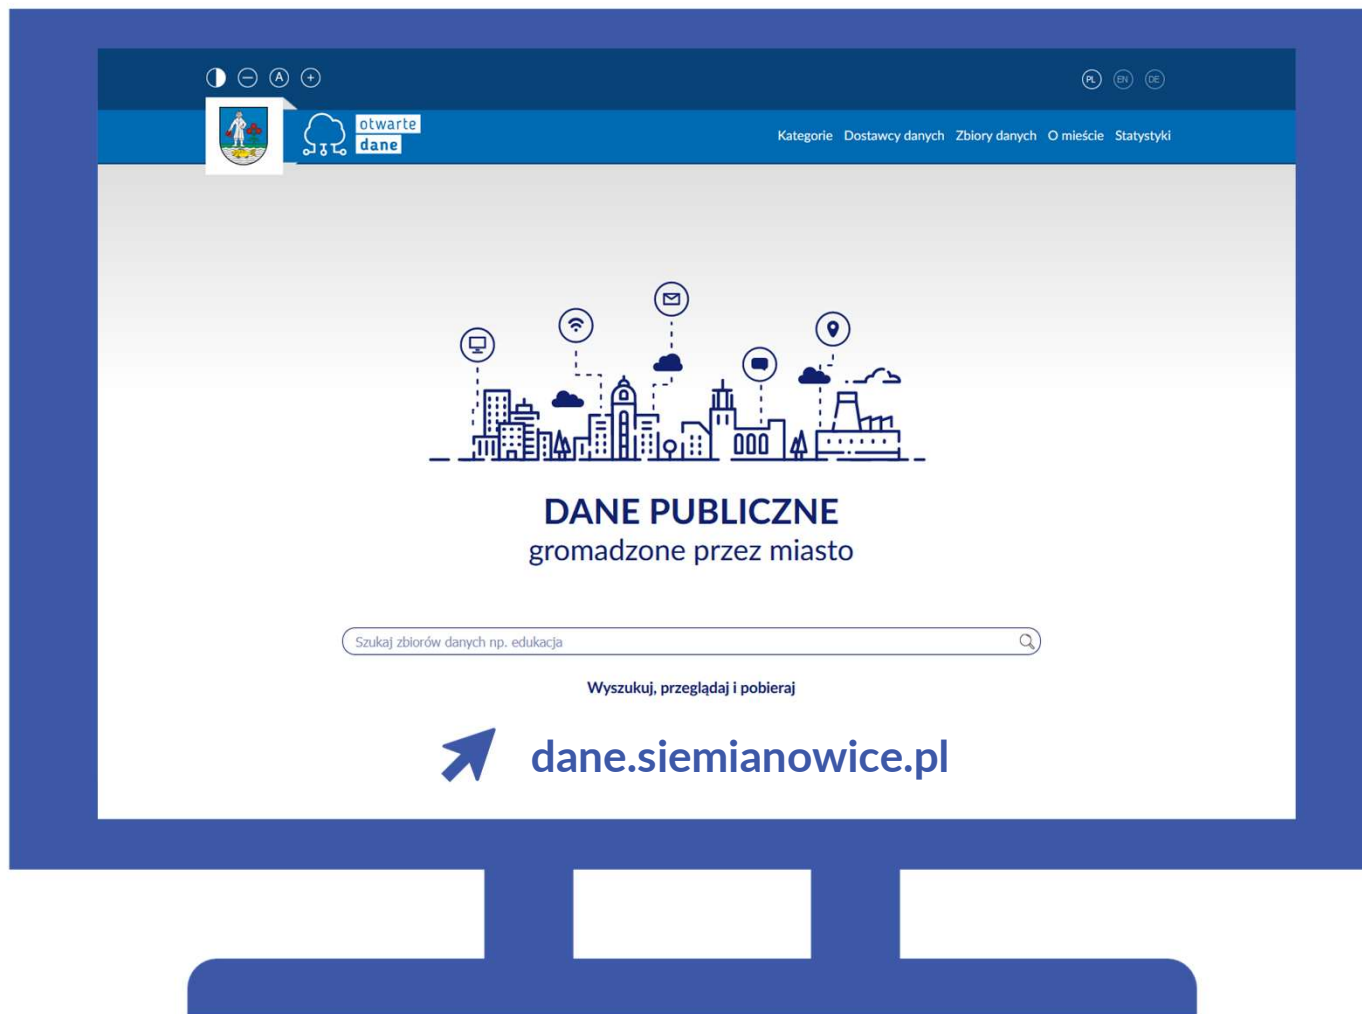 A
PL EN DE
otwarte
dane
Kategorie Dostawcy danych Zbiory danych O mieście Statystyki
DANE PUBLICZNE
gromadzone przez miasto
Szukaj zbiorów danych np. edukacja
Wyszukuj, przeglądaj i pobieraj
dane.siemianowice.pl